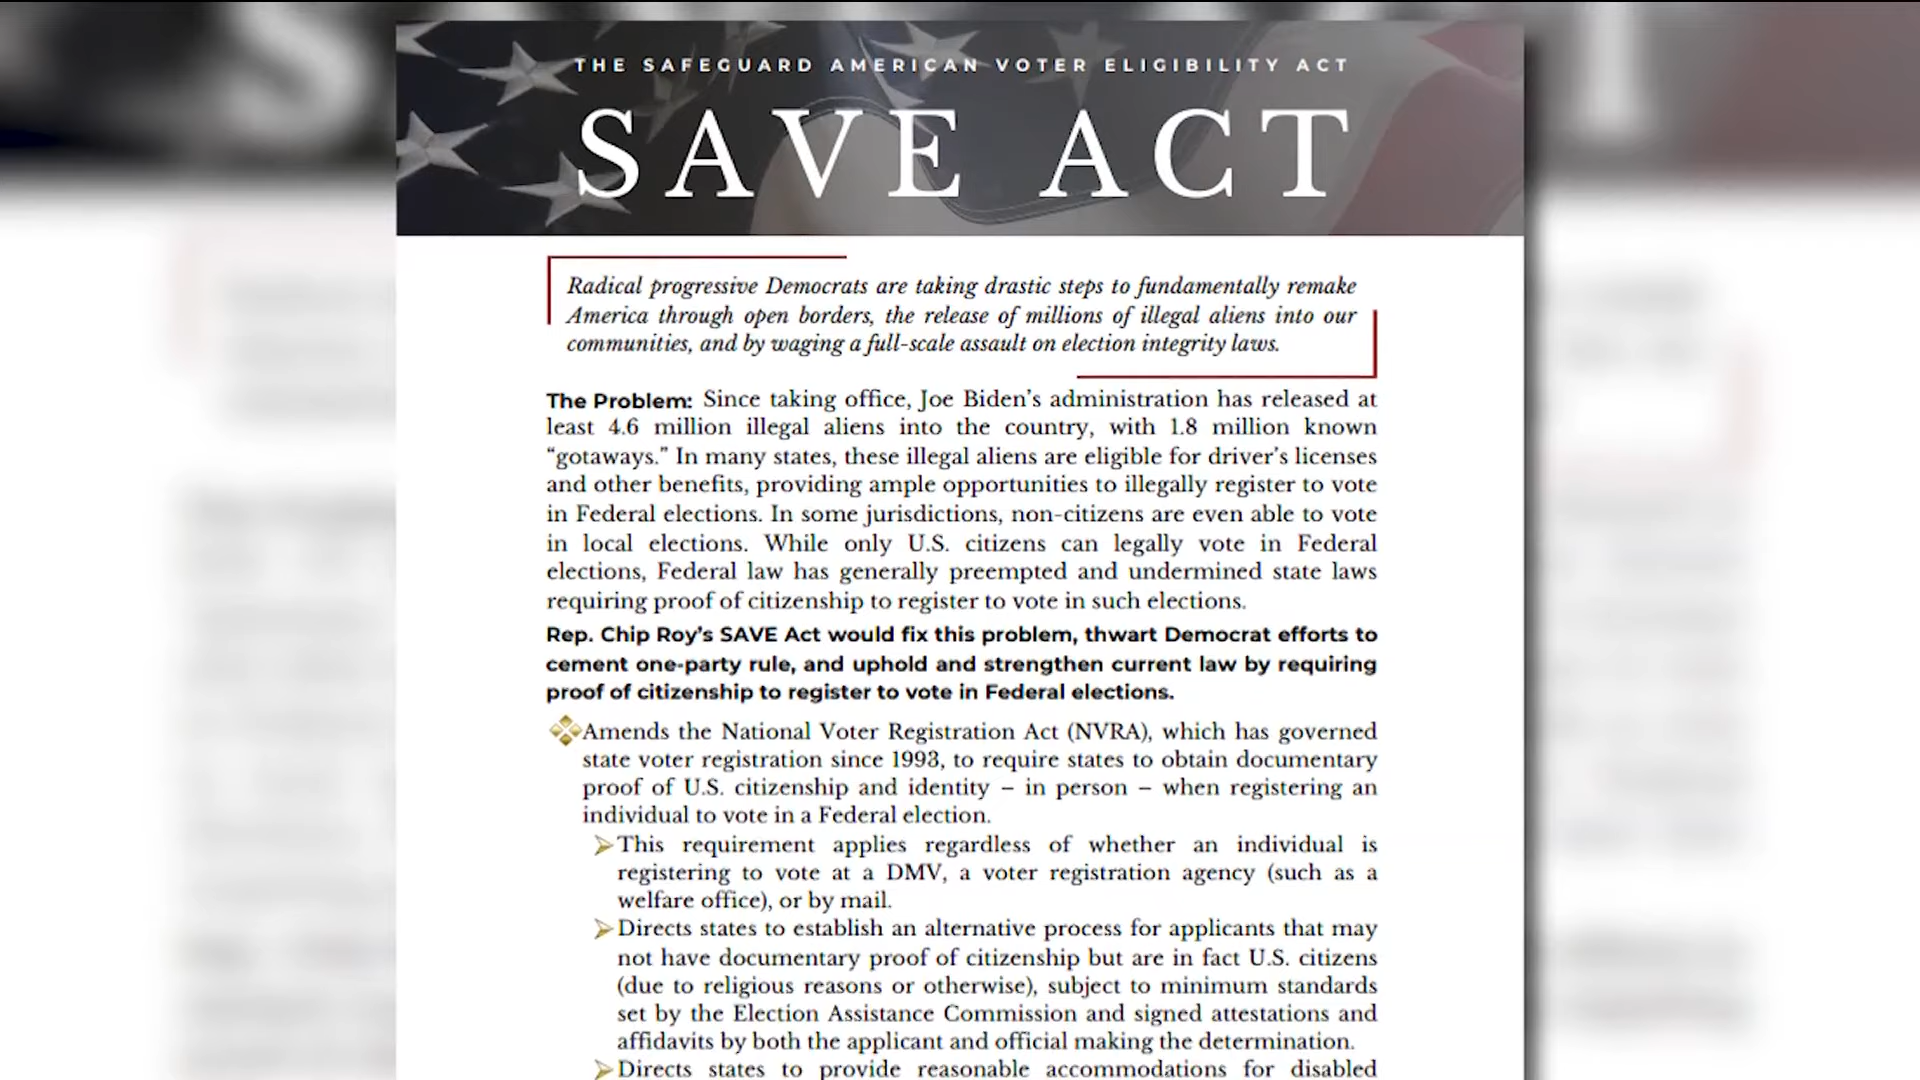 THE SAFEGUARD AMERICAN VOTER ELIGIBILITY ACT
SAVE ACT
Radical progressive Democrats are taking drastic steps to fundamentally remake
America through open borders, the release of millions of illegal aliens into our
communities, and by waging a full-scale assault on election integrity laws.
The Problem: Since taking office, Joe Biden’s administration has released at
least 4.6 million illegal aliens into the country, with 1.8 million known
“gotaways.” In many states, these illegal aliens are eligible for driver’s licenses
and other benefits, providing ample opportunities to illegally register to vote
in Federal elections. In some jurisdictions, non-citizens are even able to vote
in local elections. While only U.S. citizens can legally vote in Federal
elections, Federal law has generally preempted and undermined state laws
requiring proof of citizenship to register to vote in such elections.
Rep. Chip Roy’s SAVE Act would fix this problem, thwart Democrat efforts to
cement one-party rule, and uphold and strengthen current law by requiring
proof of citizenship to register to vote in Federal elections.
Amends the National Voter Registration Act (NVRA), which has governed
state voter registration since 1993, to require states to obtain documentary
proof of U.S. citizenship and identity – in person – when registering an
individual to vote in a Federal election.
This requirement applies regardless of whether an individual is
registering to vote at a DMV, a voter registration agency (such as a
welfare office), or by mail.
Directs states to establish an alternative process for applicants that may
not have documentary proof of citizenship but are in fact U.S. citizens
(due to religious reasons or otherwise), subject to minimum standards
set by the Election Assistance Commission and signed attestations and
affidavits by both the applicant and official making the determination.
Directs states to provide reasonable accommodations for disabled